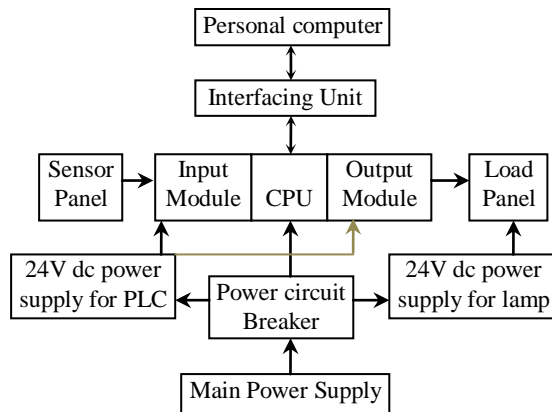 Personal computer
Interfacing Unit
Sensor
Panel
Input
Module
CPU
Output
Module
Load
Panel
24V dc power
supply for PLC
Power circuit
Breaker
24V dc power
supply for lamp
Main Power Supply